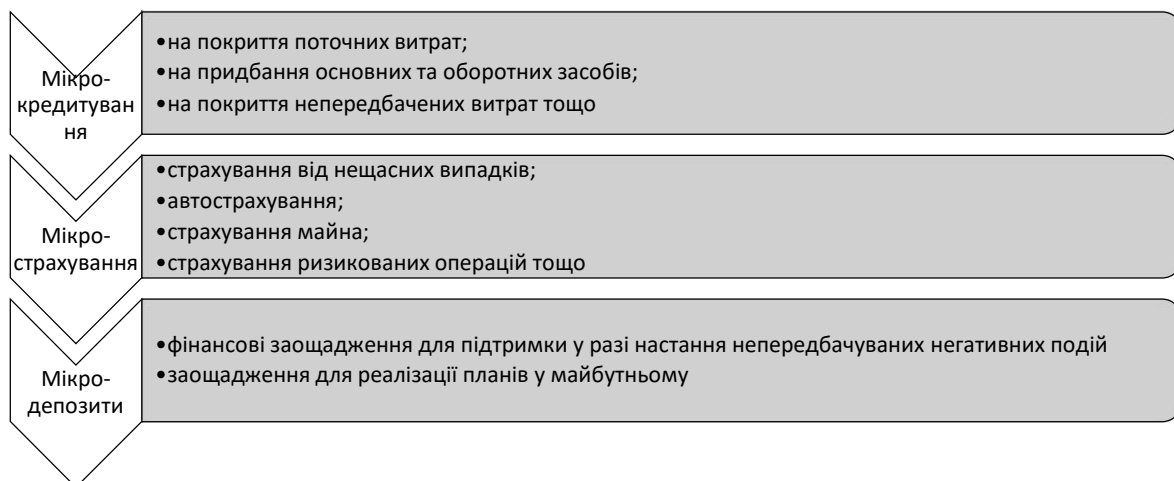 Мікро-
кредитуван
ня
•на покриття поточних витрат;
•на придбання основних та оборотних засобів;
•на покриття непередбачених витрат тощо
Мікро-
страхування
•страхування від нещасних випадків;
•автострахування;
•страхування майна;
•страхування ризикованих операцій тощо
Мікро-
депозити
•фінансові заощадження для підтримки у разі настання непередбачуваних негативних подій
•заощадження для реалізації планів у майбутньому